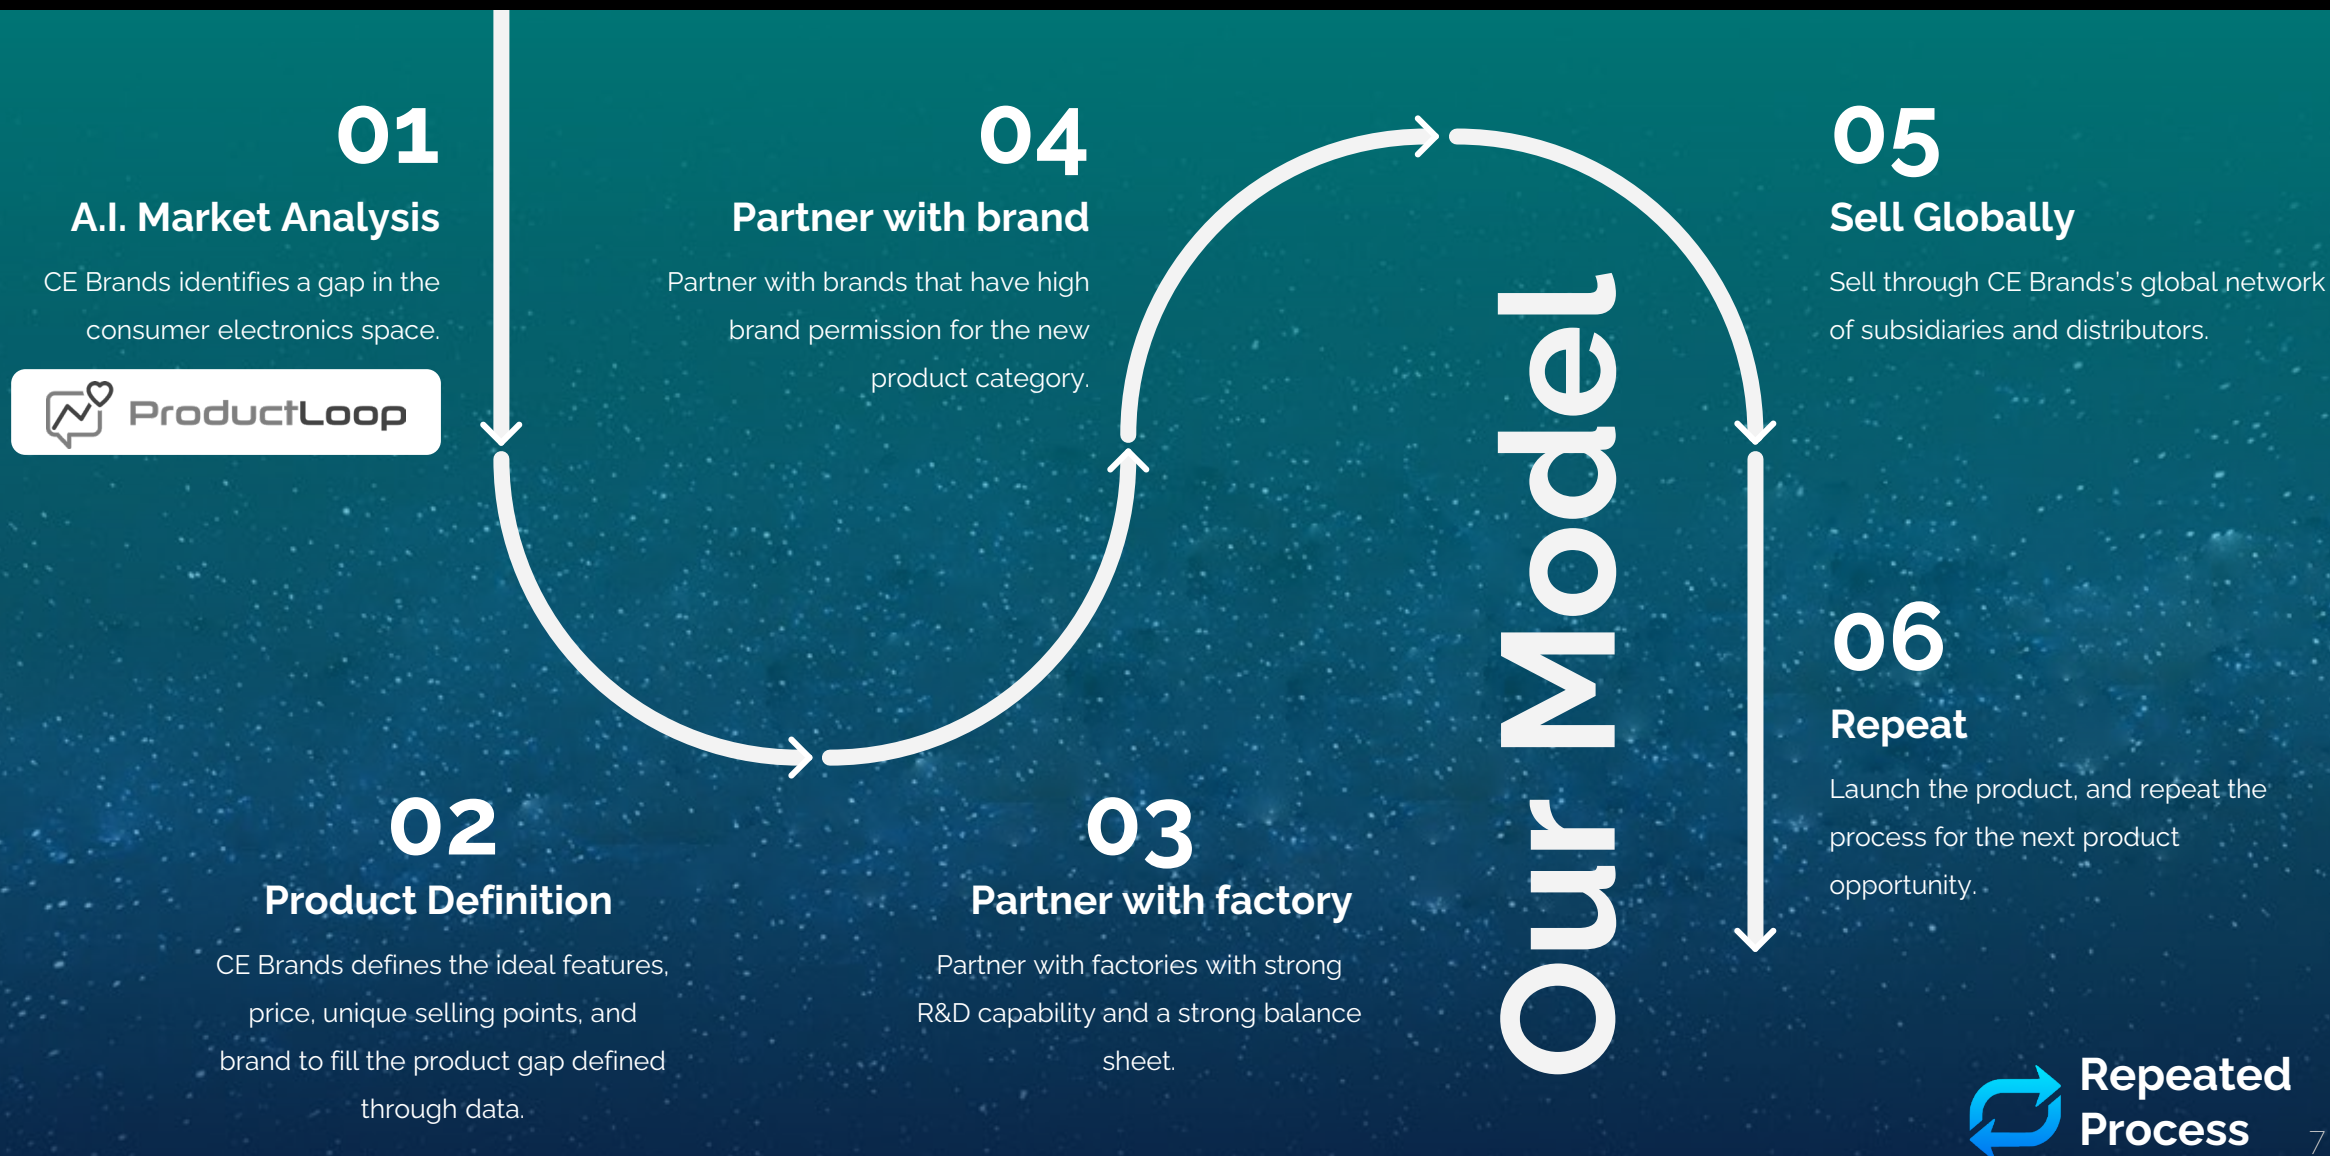 01
A.I. Market Analysis
CE Brands identifies a gap in the
consumer electronics space.
ProductLoop
02
Product Definition
CE Brands defines the ideal features,
price, unique selling points, and
brand to fill the product gap defined
through data.
03
Partner with factory
Partner with factories with strong
R&D capability and a strong balance
sheet.
04
Partner with brand
Partner with brands that have high
brand permission for the new
product category.
Our Model
05
Sell Globally
Sell through CE Brands's global network
of subsidiaries and distributors.
06
Repeat
Launch the product, and repeat the
process for the next product
opportunity.
Repeated
Process
7